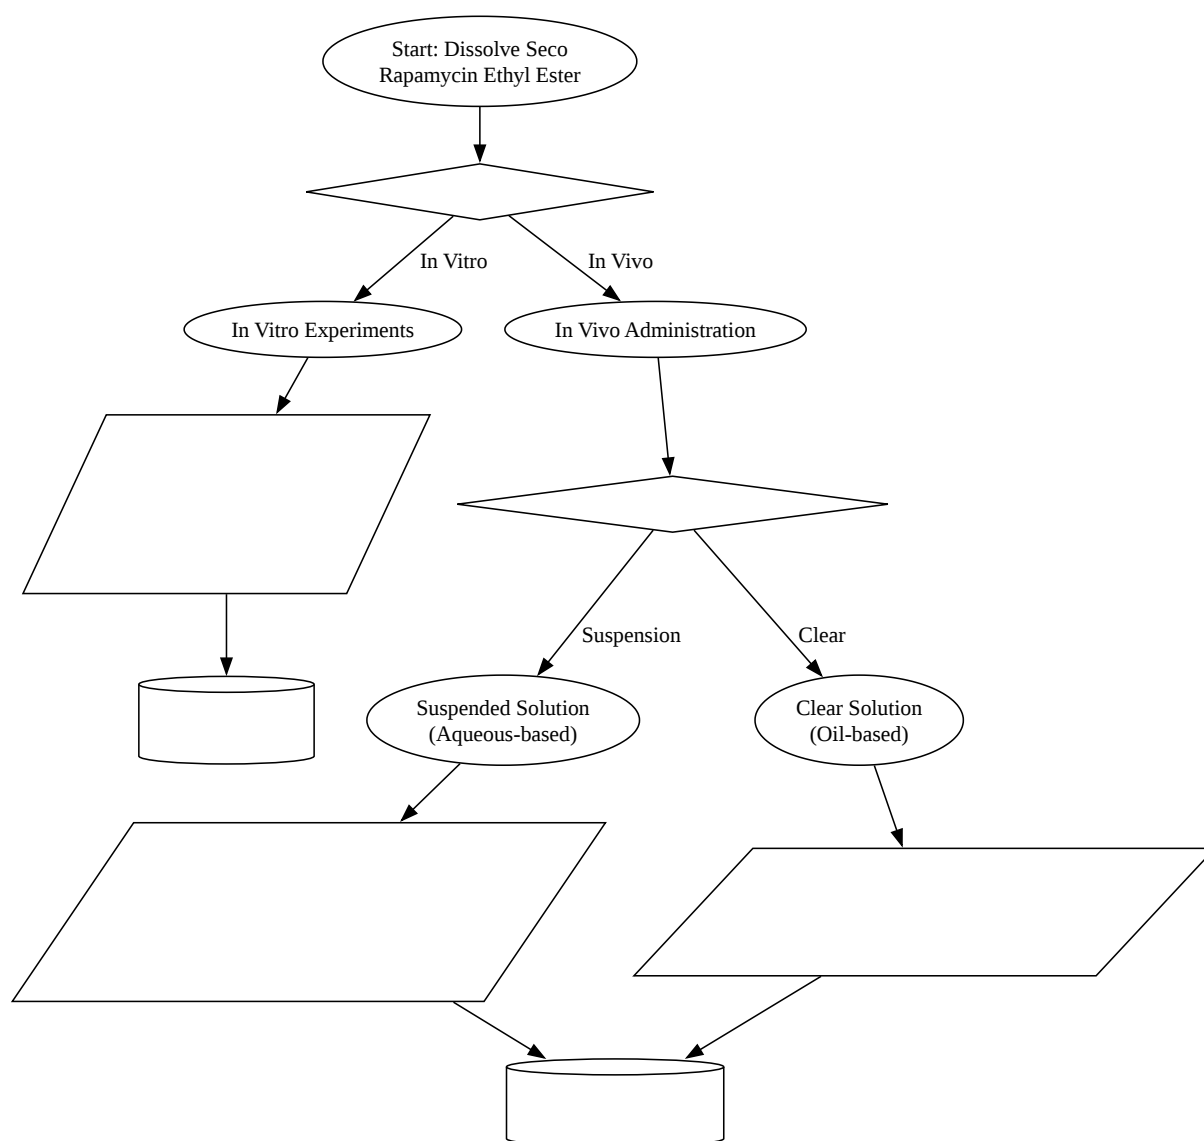 Start: Dissolve Seco
Rapamycin Ethyl Ester
In Vitro
In Vivo
In Vitro Experiments
In Vivo Administration
Suspension
Clear
Suspended Solution
(Aqueous-based)
Clear Solution
(Oil-based)